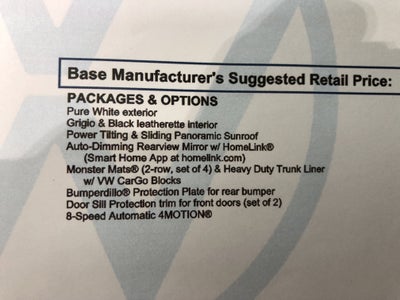 Base Manufacturer's Suggested Retail Price:
PACKAGES & OPTIONS
Pure White exterior
Grigio & Black leatherette interior
Power Tilting & Sliding Panoramic Sunroof
Auto-Dimming Rearview Mirror w/ HomeLink®
(Smart Home App at homelink.com)
Monster Mats® (2-row, set of 4) & Heavy Duty Trunk Liner
w/ VW CarGo Blocks
Bumperdillo® Protection Plate for rear bumper
Door Sill Protection trim for front doors (set of 2)
8-Speed Automatic 4MOTION®